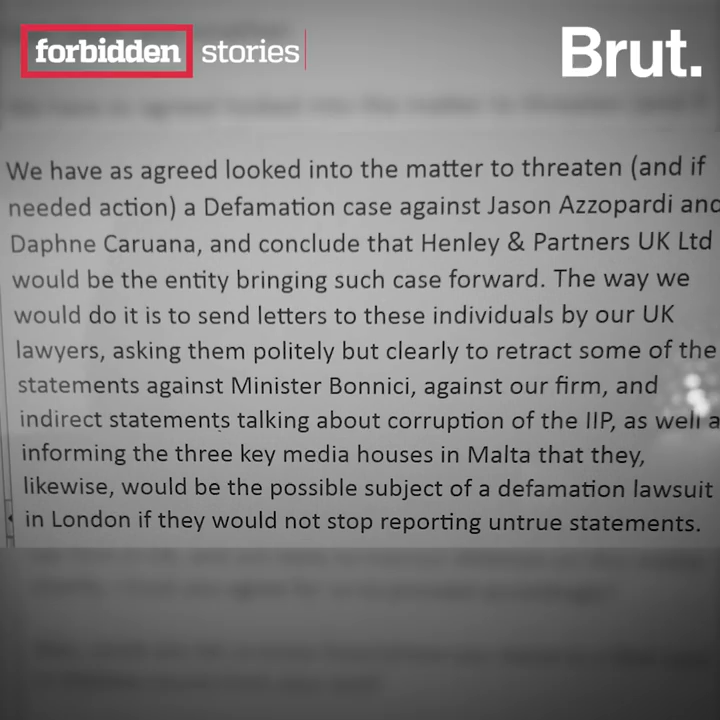 forbidden stories
Brut.
We have as agreed looked into the matter to threaten (and if
needed action) a Defamation case against Jason Azzopardi and
Daphne Caruana, and conclude that Henley & Partners UK Ltd
would be the entity bringing such case forward. The way we
would do it is to send letters to these individuals by our UK
lawyers, asking them politely but clearly to retract some of the
statements against Minister Bonnici, against our firm, and
indirect statements talking about corruption of the IIP, as well a
informing the three key media houses in Malta that they,
likewise, would be the possible subject of a defamation lawsuit
in London if they would not stop reporting untrue statements.